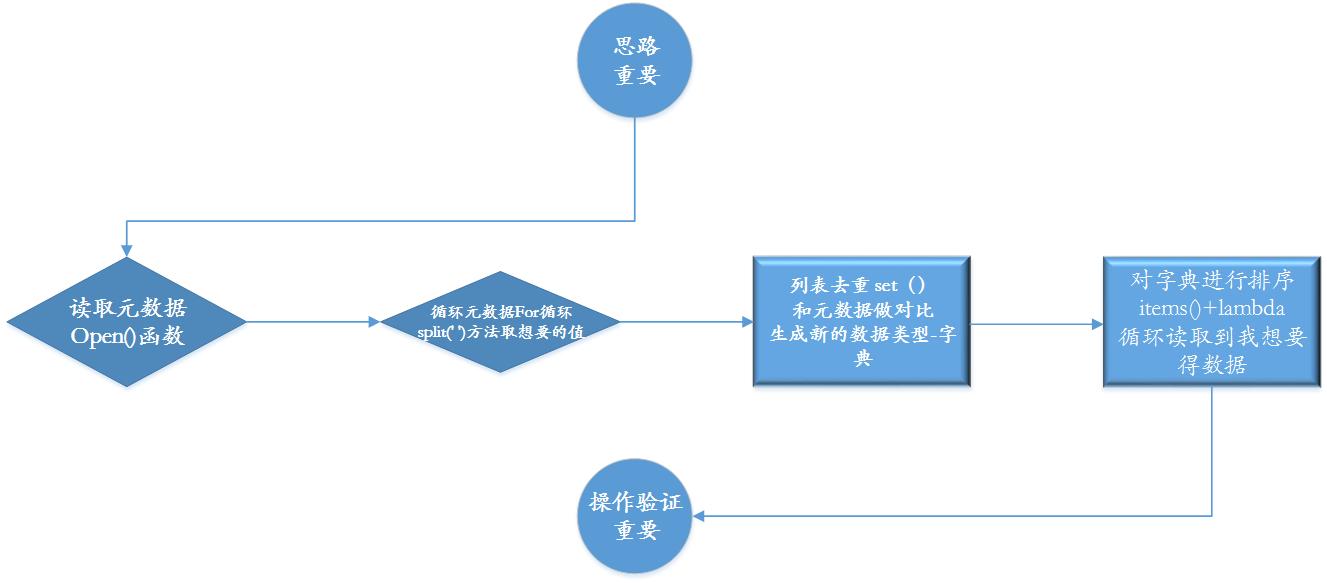 思路
重要
读取元数据
Open()函数
循环元数据For循环
split(' ')方法取想要的值
列表去重 set（）
和元数据做对比
生成新的数据类型-字
典
对字典进行排序
items()+lambda
循环读取到我想要
得数据
操作验证
重要